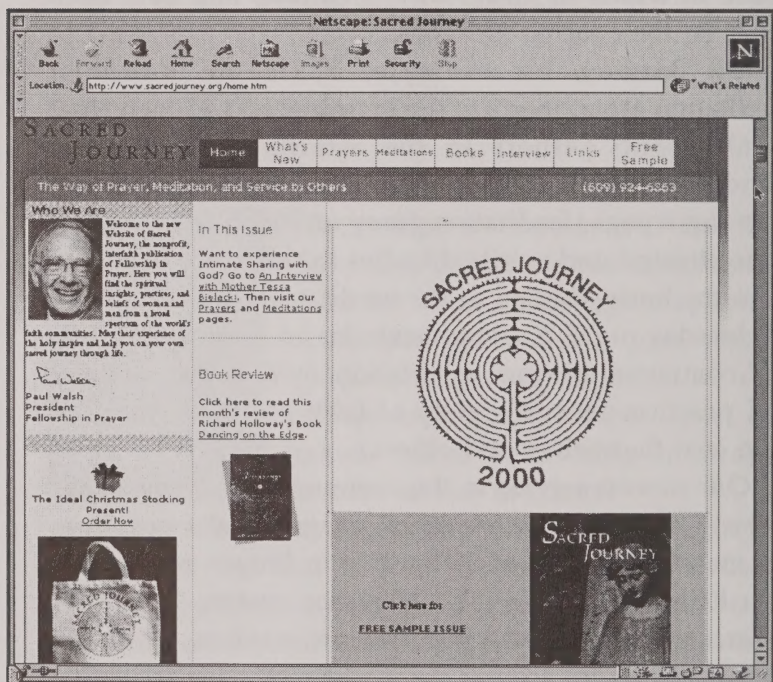 Netscape: Sacred Journey
Back Forward Reload Home Search Netscape Images Print Security Stop
Location: http://www.sacredjourney.org/home.htm
What's Related
SACRED
JOURNEY
Home
What's
New
Prayers
Meditations
Books
Interview
Links
Free
Sample
The Way of Prayer, Meditation, and Service to Others
(609) 924-6863
Who We Are
Welcome to the new
Website of Sacred
Journey, the nonprofit,
interfaith publication
of Fellowship in
Prayer. Here you will
find the spiritual
insights, practices, and
beliefs of women and
men from a broad
spectrum of the world's
faith communities. May their experience of
the holy inspire and help you on your own
sacred journey through life.
Paul Walsh
Paul Walsh
President
Fellowship in Prayer
The Ideal Christmas Stocking
Present!
Order Now
SACRED JOURNEY
In This Issue
Want to experience
Intimate Sharing with
God? Go to An Interview
with Mother Tessa
Bielecki. Then visit our
Prayers and Meditations
pages.
Book Review
Click here to read this
month's review of
Richard Holloway's Book
Dancing on the Edge.
SACRED JOURNEY
2000
Click here for
FREE SAMPLE ISSUE
SACRED
JOURNEY